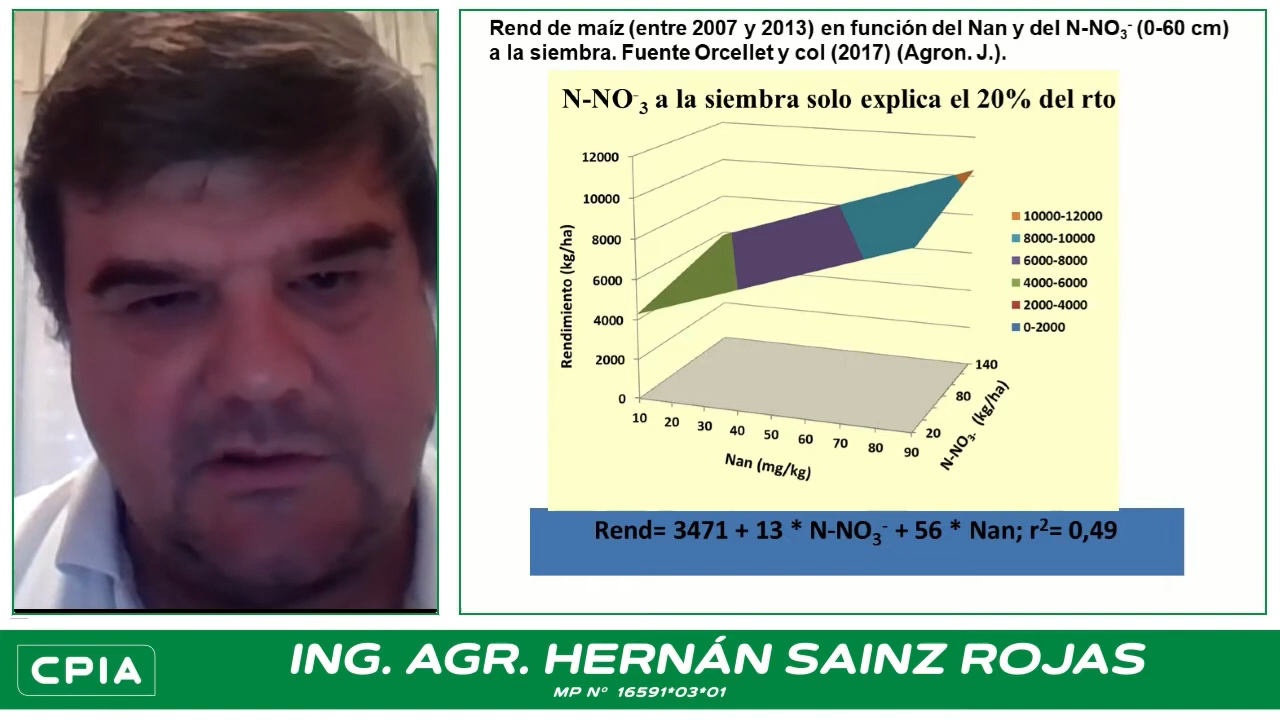 Rend de maíz (entre 2007 y 2013) en función del Nan y del N-NO₃⁻ (0-60 cm)
a la siembra. Fuente Orcellet y col (2017) (Agron. J.).
N-NO⁻₃ a la siembra solo explica el 20% del rto
12000
10000
8000
6000
4000
2000
0
Rendimiento (kg/ha)
10
20
30
40
50
60
70
80
90
Nan (mg/kg)
20
80
140
N-NO₃- (kg/ha)
10000-12000
8000-10000
6000-8000
4000-6000
2000-4000
0-2000
Rend= 3471 + 13 * N-NO₃⁻ + 56 * Nan; r²= 0,49
CPIA
ING. AGR. HERNÁN SAINZ ROJAS
MP Nº 16591*03*01